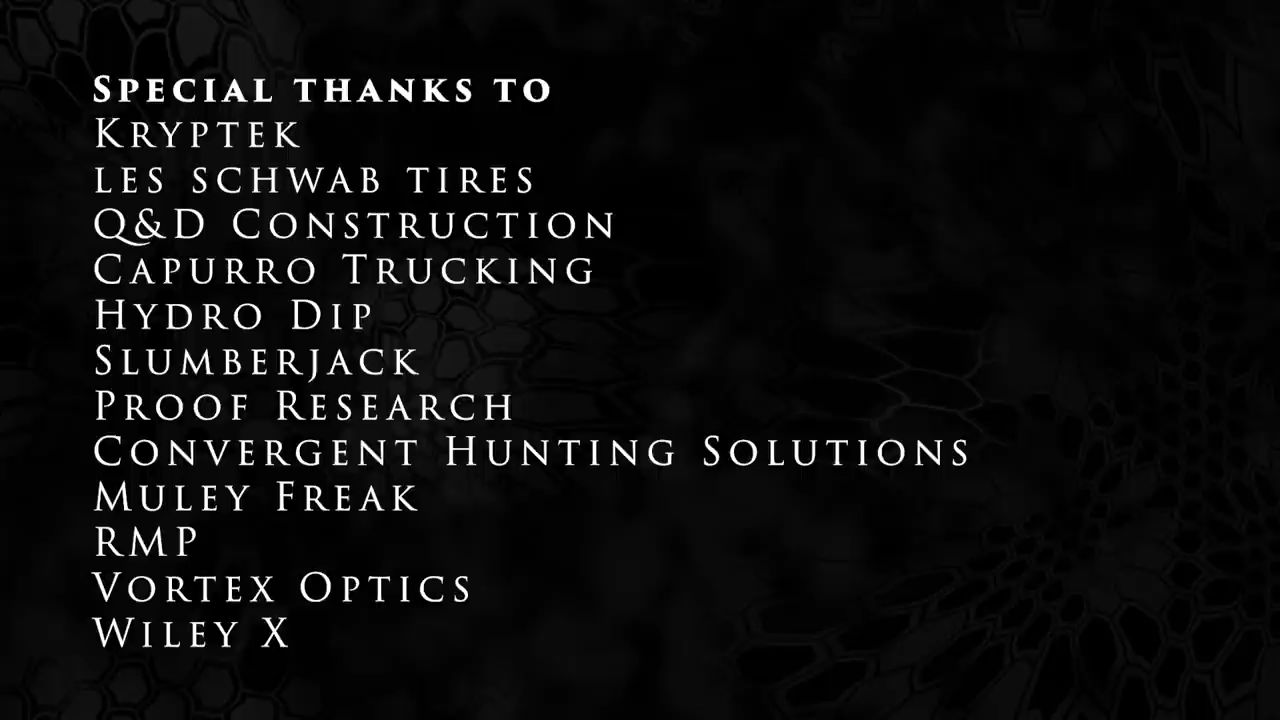 Special thanks to
Kryptek
les schwab tires
Q&D Construction
Capurro Trucking
Hydro Dip
Slumberjack
Proof Research
Convergent Hunting Solutions
Muley Freak
RMP
Vortex Optics
Wiley X